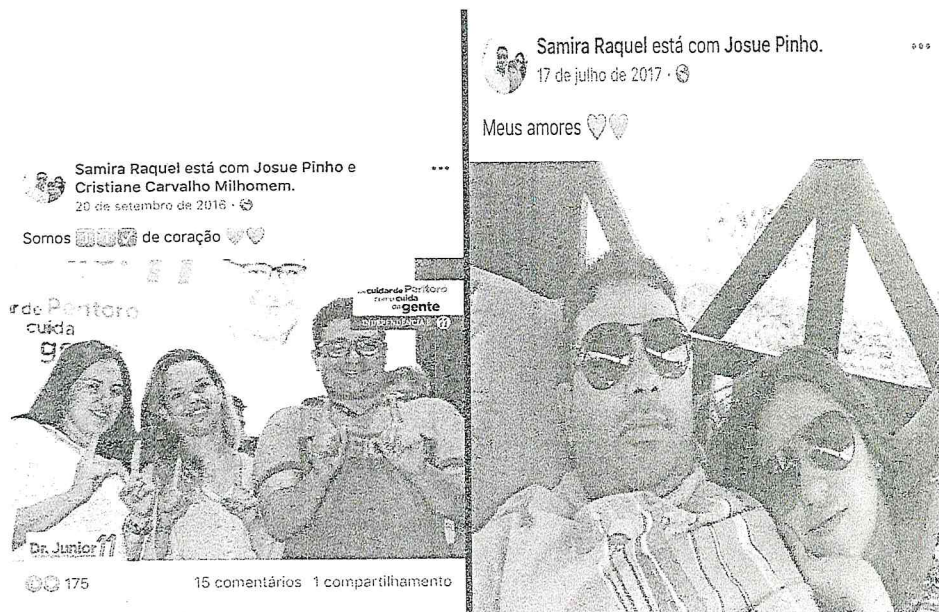 Samira Raquel está com Josue Pinho e
Cristiane Carvalho Milhomem.
20 de setembro de 2016
Somos de coração
cuida
cuidar de Peritoro
cuida
gente
Dr. Junior 11
175
15 comentários 1 compartilhamento
Samira Raquel está com Josue Pinho.
17 de julho de 2017
Meus amores